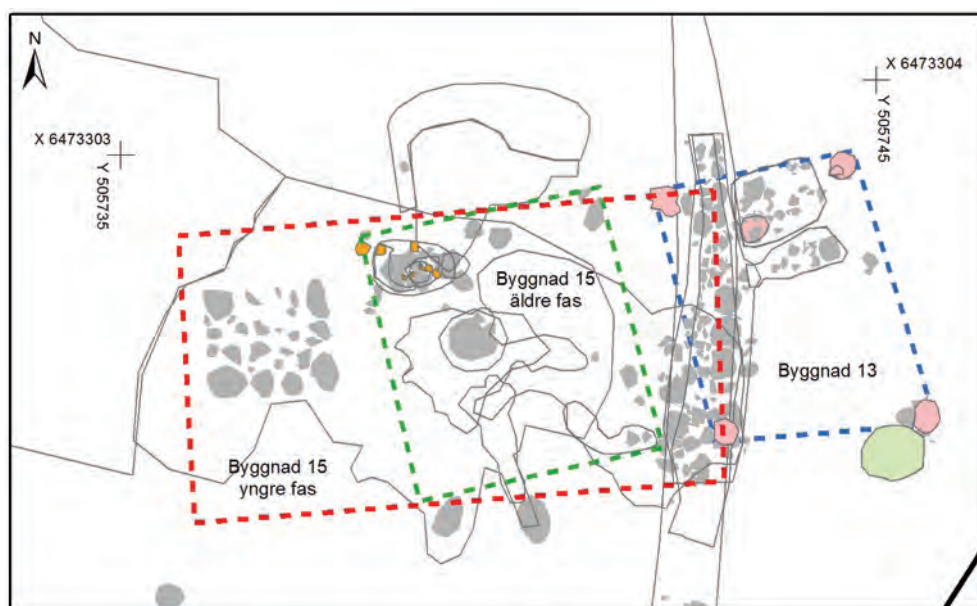 N
X 6473304
Y 505745
X 6473303
Y 505735
Byggnad 15
äldre fas
Byggnad 13
Byggnad 15
yngre fas